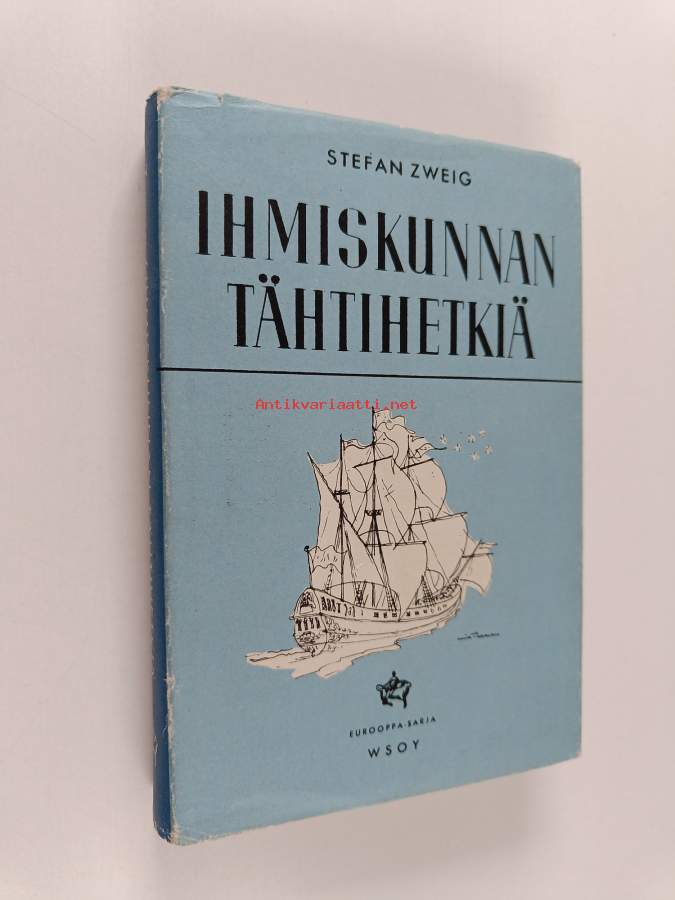 STEFAN ZWEIG
IHMISKUNNAN
TÄHTIHETKIÄ
Antikvariaatti.net
EUROOPPA-SARJA
WSOY